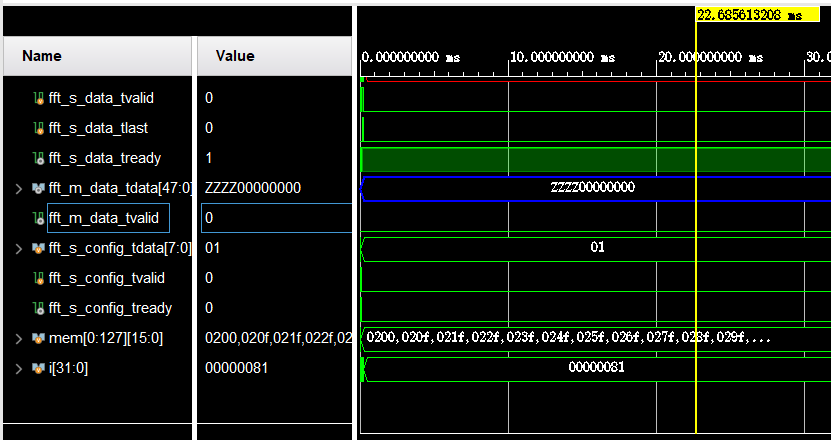 22.685613208 ms
Name Value
0.000000000 ms 10.000000000 ms 20.000000000 ms 30.0
fft_s_data_tvalid 0
fft_s_data_tlast 0
fft_s_data_tready 1
fft_m_data_tdata[47:0] ZZZZ00000000 ZZZZ00000000
fft_m_data_tvalid 0
fft_s_config_tdata[7:0] 01 01
fft_s_config_tvalid 0
fft_s_config_tready 0
mem[0:127][15:0] 0200,020f,021f,022f,02 0200,020f,021f,022f,023f,024f,025f,026f,027f,028f,029f,...
i[31:0] 00000081 00000081